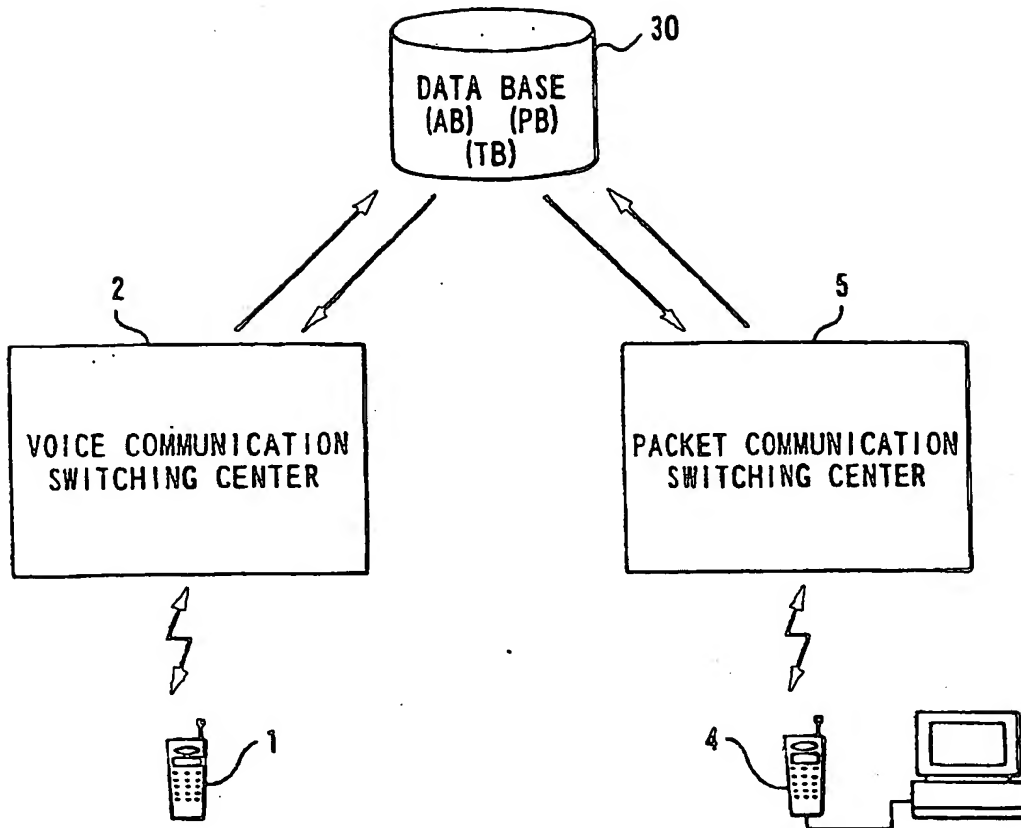 30
DATA BASE
(AB) (PB)
(TB)
2
5
VOICE COMMUNICATION
SWITCHING CENTER
PACKET COMMUNICATION
SWITCHING CENTER
1
4